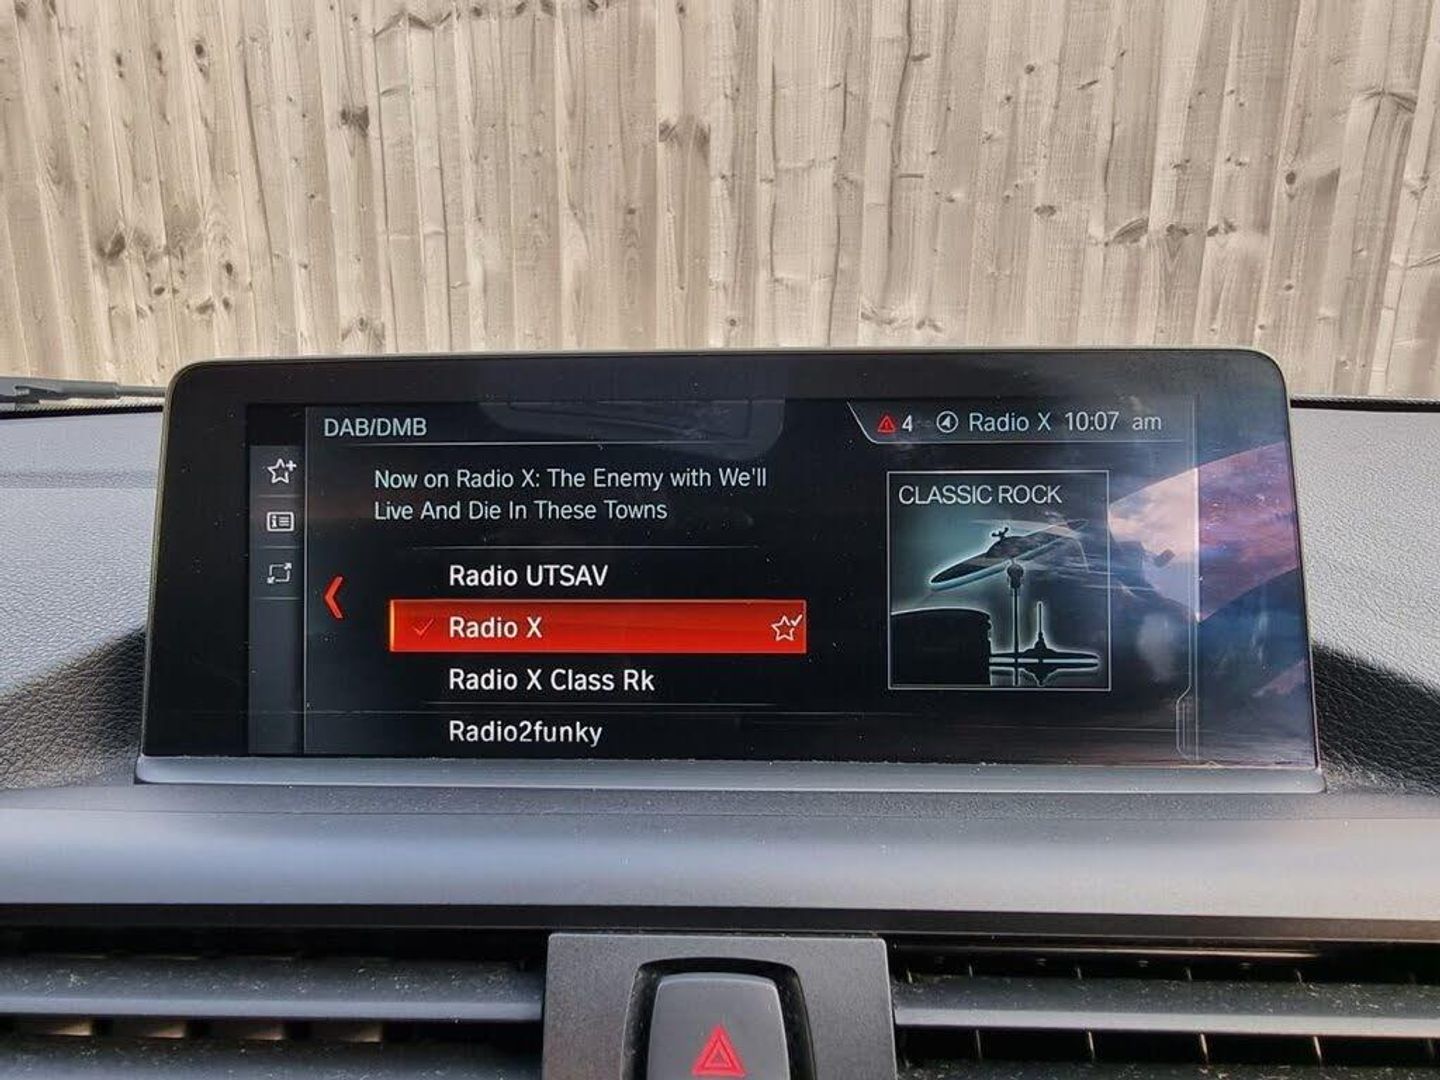 DAB/DMB
4 Radio X 10:07 am
Now on Radio X: The Enemy with We'll
Live And Die In These Towns
CLASSIC ROCK
Radio UTSAV
Radio X
Radio X Class Rk
Radio2funky